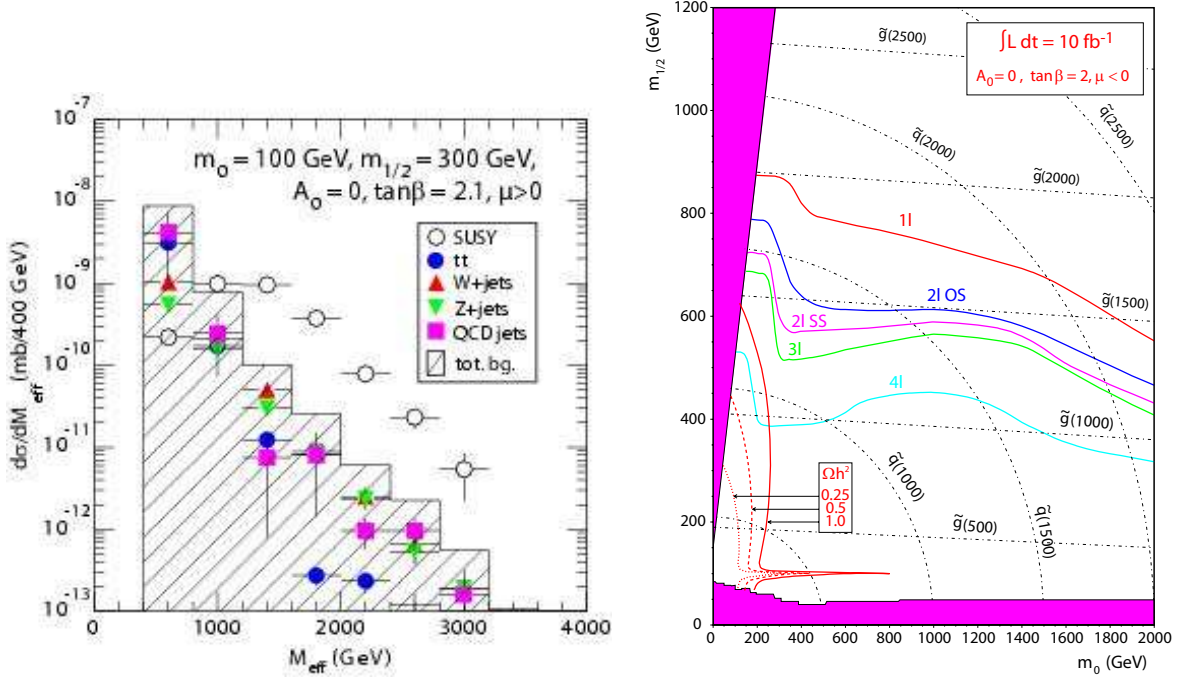 10^-7
10^-8
10^-9
10^-10
10^-11
10^-12
10^-13
dσ/dM_eff (mb/400 GeV)
m_o = 100 GeV, m_1/2 = 300 GeV,
A_o = 0, tanβ = 2.1, μ>0
SUSY
tt
W+jets
Z+jets
QCD jets
tot. bg.
0 1000 2000 3000 4000
M_eff (GeV)
m_1/2 (GeV)
1200
1000
800
600
400
200
0
∫L dt = 10 fb^-1
A_0 = 0 , tan β = 2, μ < 0
g̃(2500)
q̃(2500)
q̃(2000)
g̃(2000)
1l
g̃(1500)
2l OS
2l SS
3l
4l
g̃(1000)
q̃(1000)
Ωh^2
0.25
0.5
1.0
g̃(500)
q̃(1500)
0 200 400 600 800 1000 1200 1400 1600 1800 2000
m_0 (GeV)